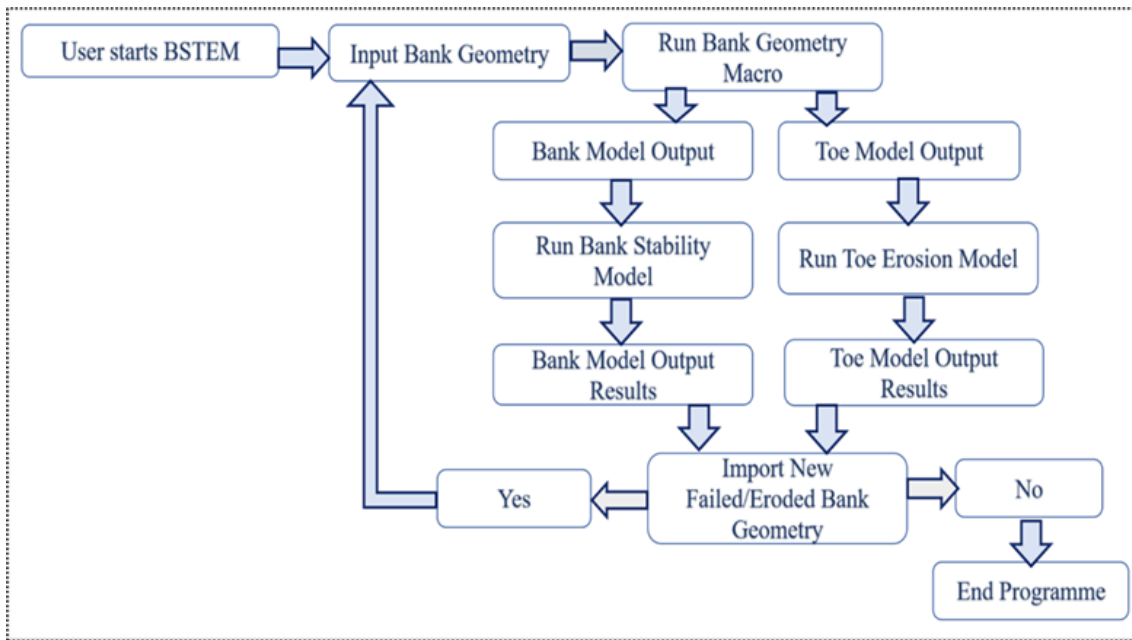 User starts BSTEM
Input Bank Geometry
Run Bank Geometry
Macro
Bank Model Output
Toe Model Output
Run Bank Stability
Model
Run Toe Erosion Model
Bank Model Output
Results
Toe Model Output
Results
Import New
Failed/Eroded Bank
Geometry
Yes
No
End Programme